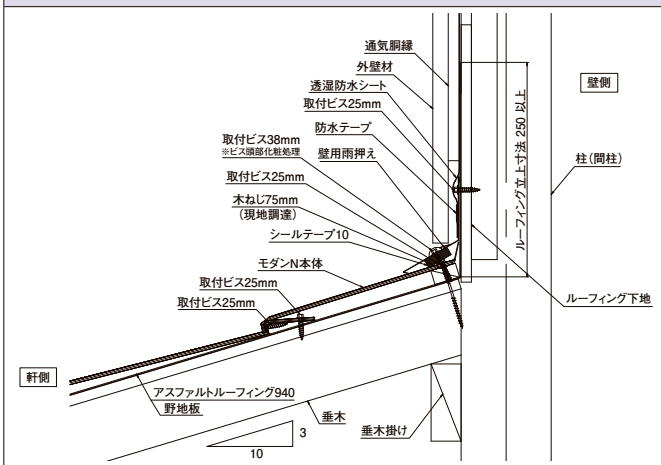 通気胴縁
外壁材
透湿防水シート
取付ビス25mm
防水テープ
取付ビス38mm
※ビス頭部化粧処理
壁用雨押え
取付ビス25mm
木ねじ75mm
(現地調達)
シールテープ10
モダンN本体
取付ビス25mm
取付ビス25mm
ルーフィング立上寸法 250 以上
壁側
柱(間柱)
ルーフィング下地
軒側
アスファルトルーフィング940
野地板
垂木
垂木掛け
3
10